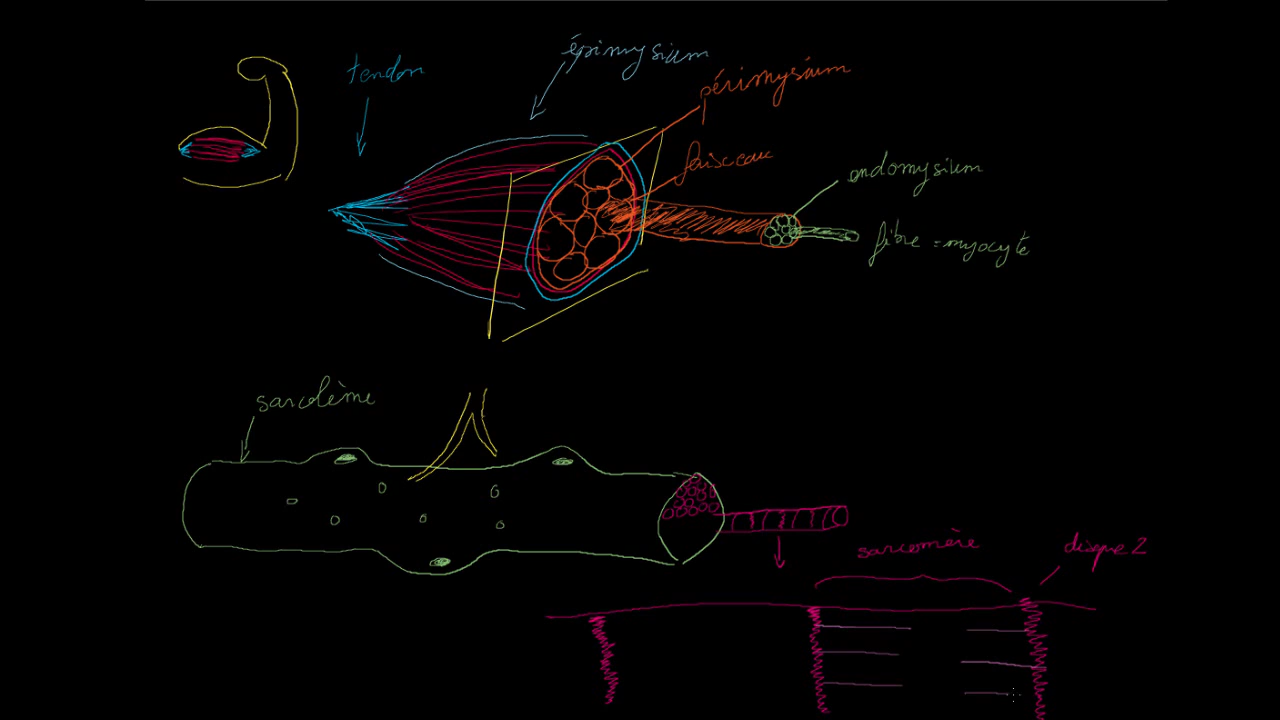 tendon
épimysium
périmysium
faisceau
endomysium
fibre = myocyte
sarcolème
sarcomère
disque Z